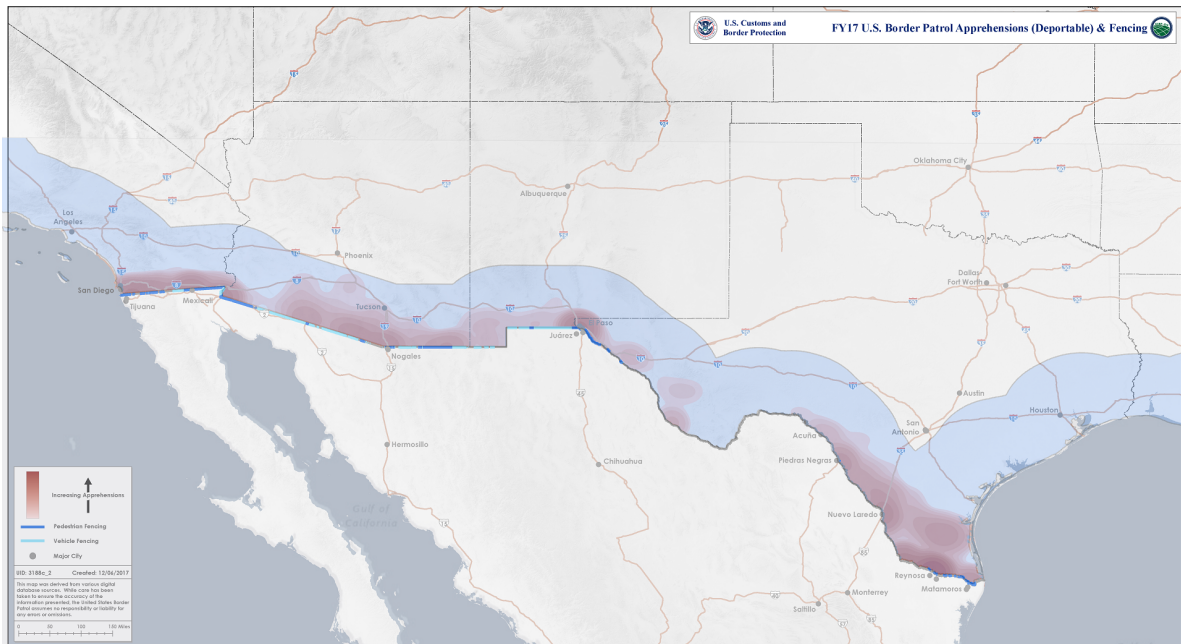 U.S. Customs and
Border Protection
FY17 U.S. Border Patrol Apprehensions (Deportable) & Fencing
Oklahoma City
Albuquerque
Los
Angeles
Phoenix
Dallas
Fort Worth
San Diego
Tijuana
Mexicali
Tucson
El Paso
Juárez
Nogales
Austin
Houston
San
Antonio
Acuña
Hermosillo
Piedras Negras
Chihuahua
Gulf of
California
Nuevo Laredo
Reynosa
Matamoros
Monterrey
Saltillo
Increasing Apprehensions
Pedestrian Fencing
Vehicle Fencing
Major City
UID: 3188c_2 Created: 12/06/2017
This map was derived from various digital
database sources. While care has been
taken to ensure the accuracy of the
information presented, the United States Border
Patrol assumes no responsibility or liability for
any errors or omissions.
0 50 100 150 Miles